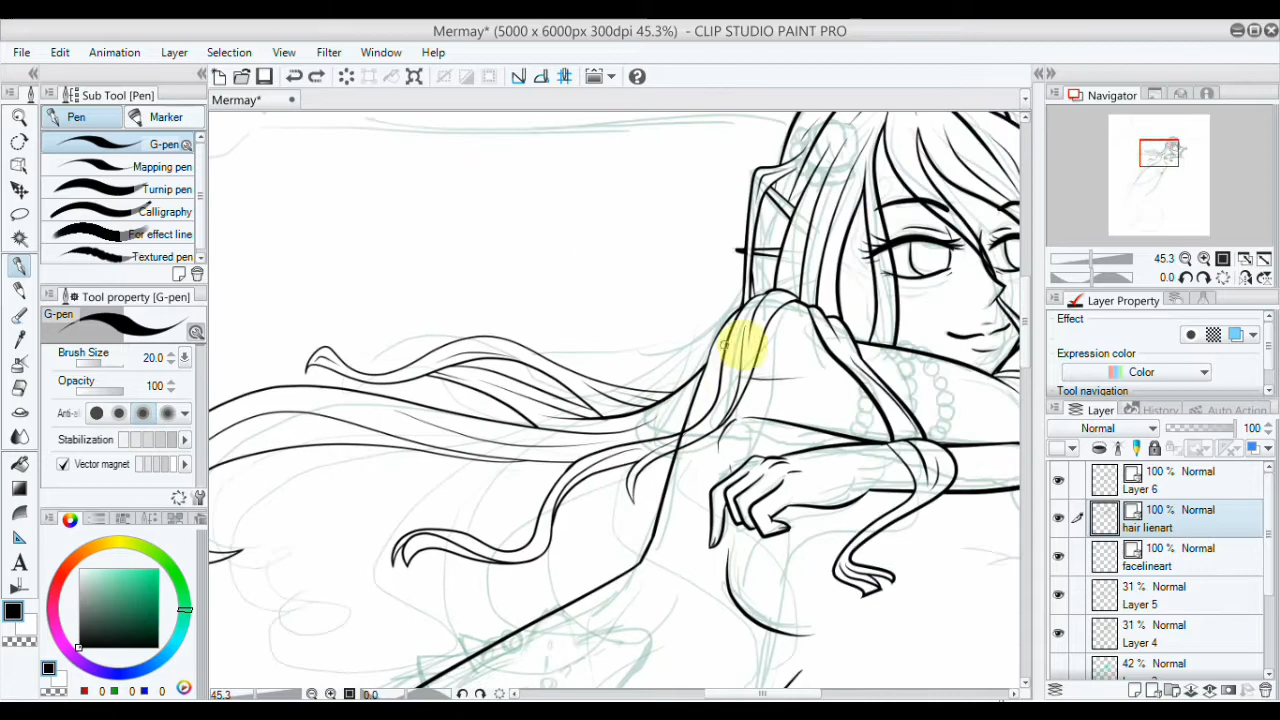 Mermay* (5000 x 6000px 300dpi 45.3%) - CLIP STUDIO PAINT PRO
File Edit Animation Layer Selection View Filter Window Help
Sub Tool [Pen]
Mermay*
Navigator
Pen Marker
G-pen
Mapping pen
Turnip pen
Calligraphy
For effect line
Textured pen
45.3
0.0
Tool property [G-pen]
G-pen
Layer Property
Effect
Brush Size 20.0
Expression color
Opacity 100
Color
Tool navigation
Layer History Auto Action
Normal 100
Stabilization
Vector magnet
100 % Normal
Layer 6
100 % Normal
hair lienart
100 % Normal
facelineart
31 % Normal
Layer 5
31 % Normal
Layer 4
42 % Normal
0 0 0
45.3 0.0